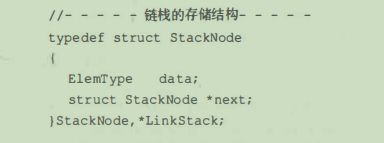 //- - - - - 链栈的存储结构- - - - -
typedef struct StackNode
{
ElemType data;
struct StackNode *next;
}StackNode,*LinkStack;